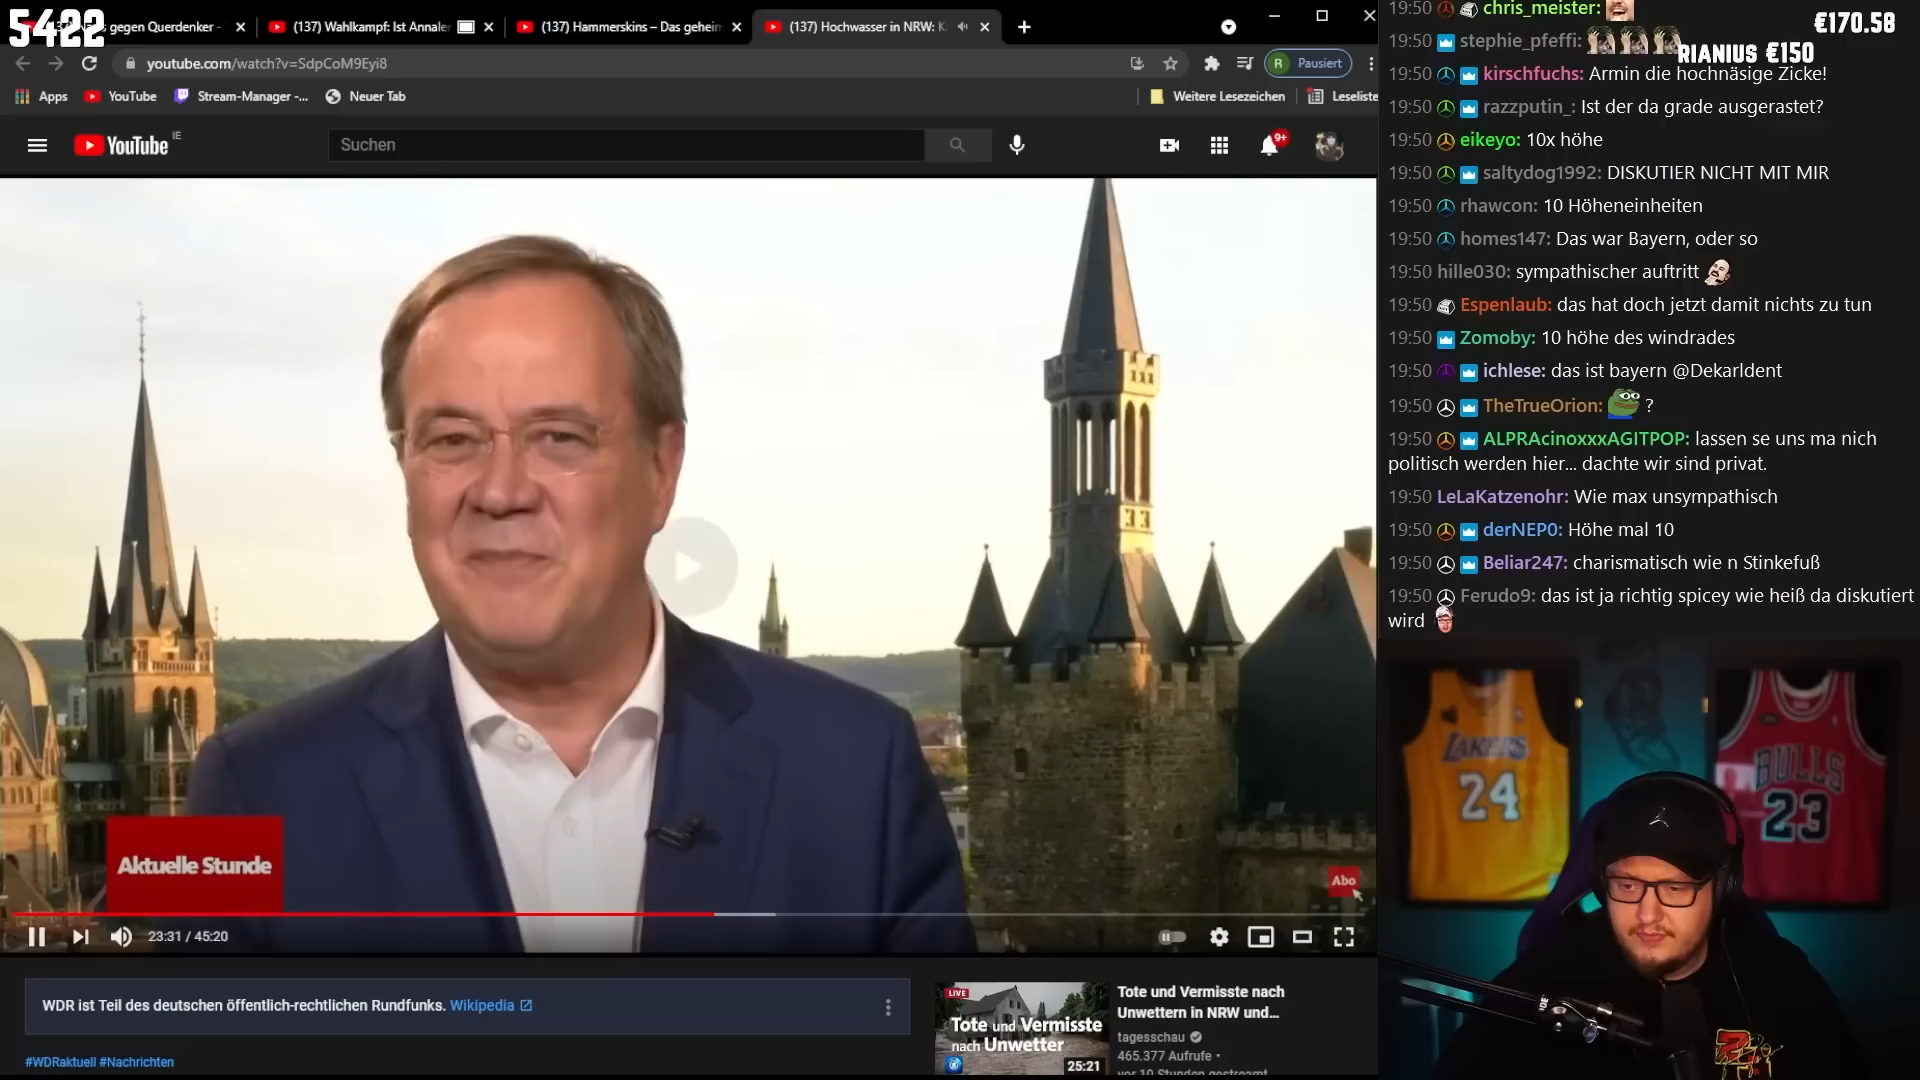 5422
gegen Querdenker -
(137) Wahlkampf: Ist Annaler
(137) Hammerskins – Das geheim
(137) Hochwasser in NRW: K
youtube.com/watch?v=SdpCoM9Eyi8
R Pausiert
Apps
YouTube
Stream-Manager -...
Neuer Tab
Weitere Lesezeichen
Leseliste
YouTube IE
Suchen
9+
Aktuelle Stunde
Abo
23:31 / 45:20
WDR ist Teil des deutschen öffentlich-rechtlichen Rundfunks. Wikipedia
#WDRaktuell #Nachrichten
LIVE
Tote und Vermisste
nach Unwetter
25:21
Tote und Vermisste nach
Unwettern in NRW und...
tagesschau
465.377 Aufrufe •
vor 10 Stunden gestreamt
€170.58
RIANIUS €150
19:50 chris_meister:
19:50 stephie_pfeffi:
19:50 kirschfuchs: Armin die hochnäsige Zicke!
19:50 razzputin_: Ist der da grade ausgerastet?
19:50 eikeyo: 10x höhe
19:50 saltydog1992: DISKUTIER NICHT MIT MIR
19:50 rhawcon: 10 Höheneinheiten
19:50 homes147: Das war Bayern, oder so
19:50 hille030: sympathischer auftritt
19:50 Espenlaub: das hat doch jetzt damit nichts zu tun
19:50 Zomoby: 10 höhe des windrades
19:50 ichlese: das ist bayern @Dekarldent
19:50 TheTrueOrion: ?
19:50 ALPRAcinoxxxAGITPOP: lassen se uns ma nich
politisch werden hier... dachte wir sind privat.
19:50 LeLaKatzenohr: Wie max unsympathisch
19:50 derNEP0: Höhe mal 10
19:50 Beliar247: charismatisch wie n Stinkefuß
19:50 Ferudo9: das ist ja richtig spicey wie heiß da diskutiert
wird
LAKERS
24
BULLS
23